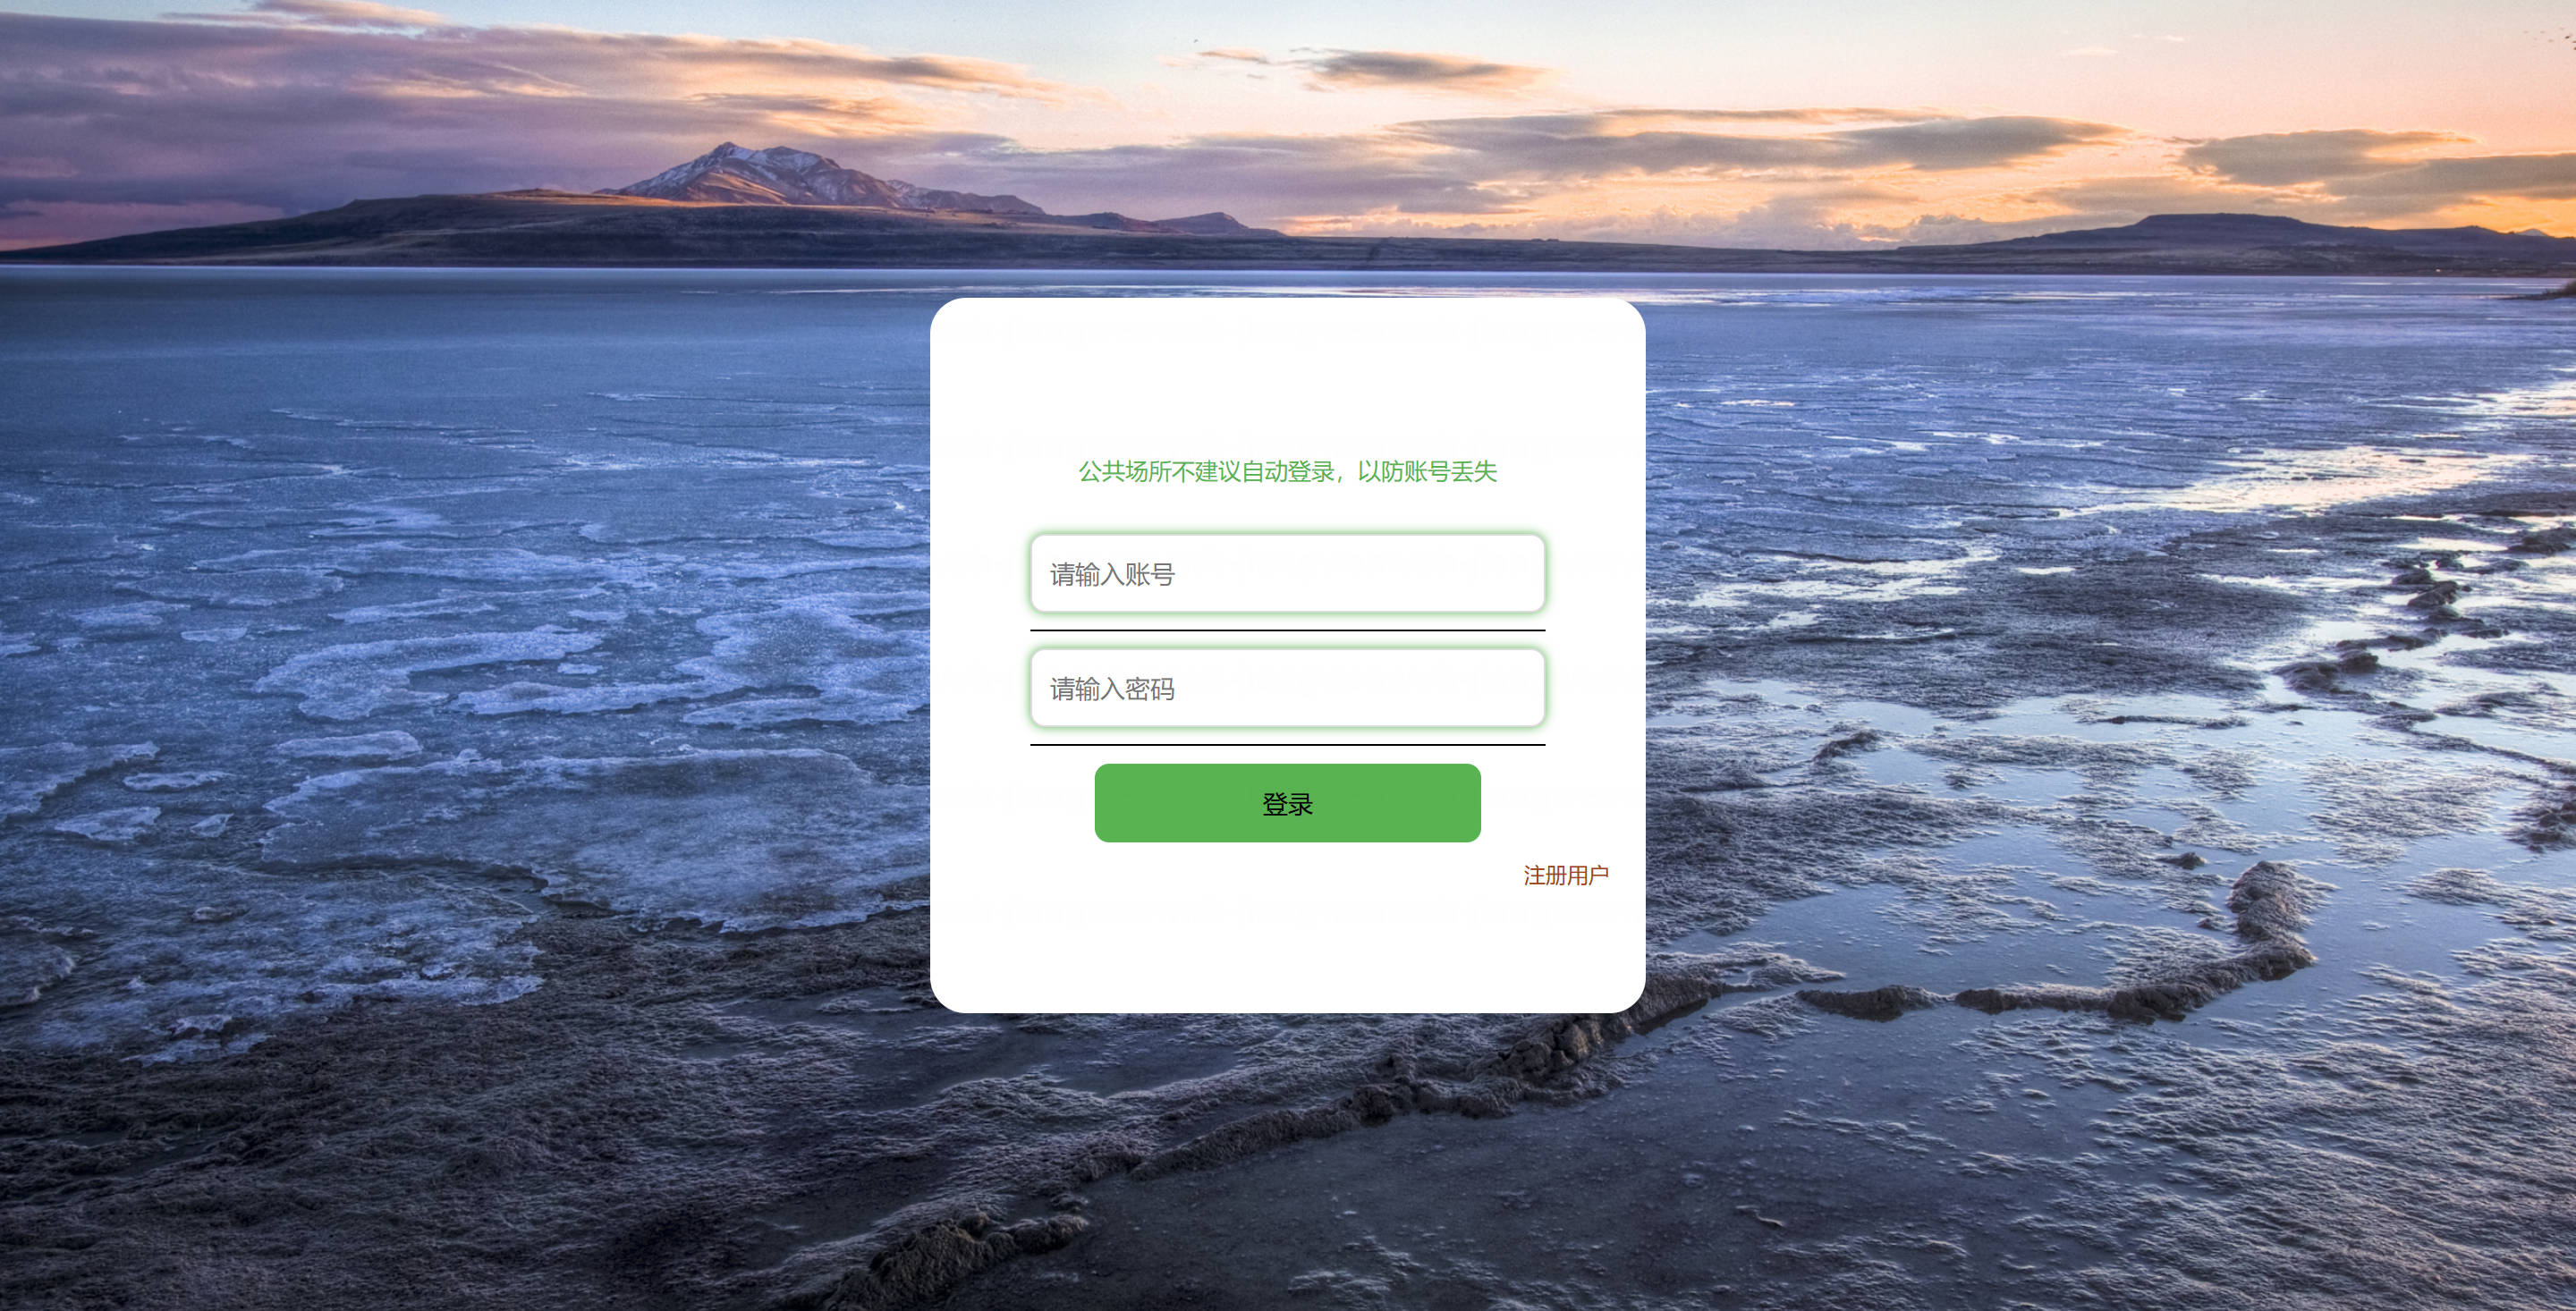 公共场所不建议自动登录，以防账号丢失
请输入账号
请输入密码
登录
注册用户